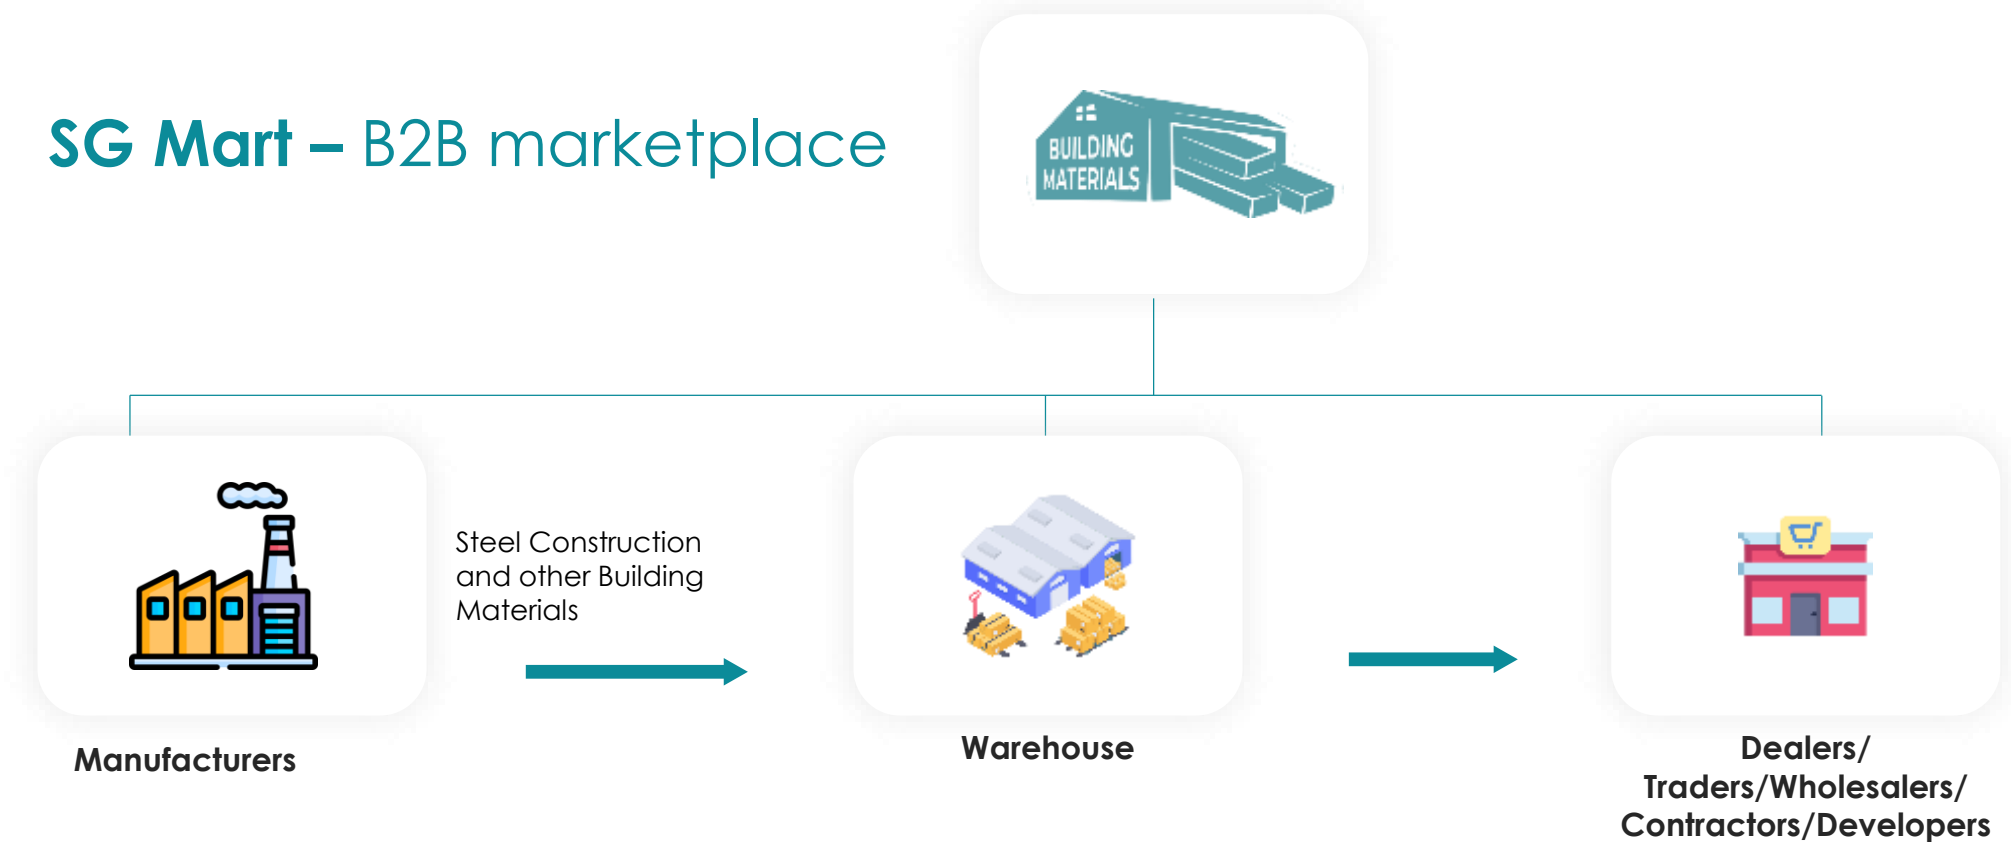 SG Mart – B2B marketplace
BUILDING
MATERIALS
Steel Construction
and other Building
Materials
Manufacturers
Warehouse
Dealers/
Traders/Wholesalers/
Contractors/Developers